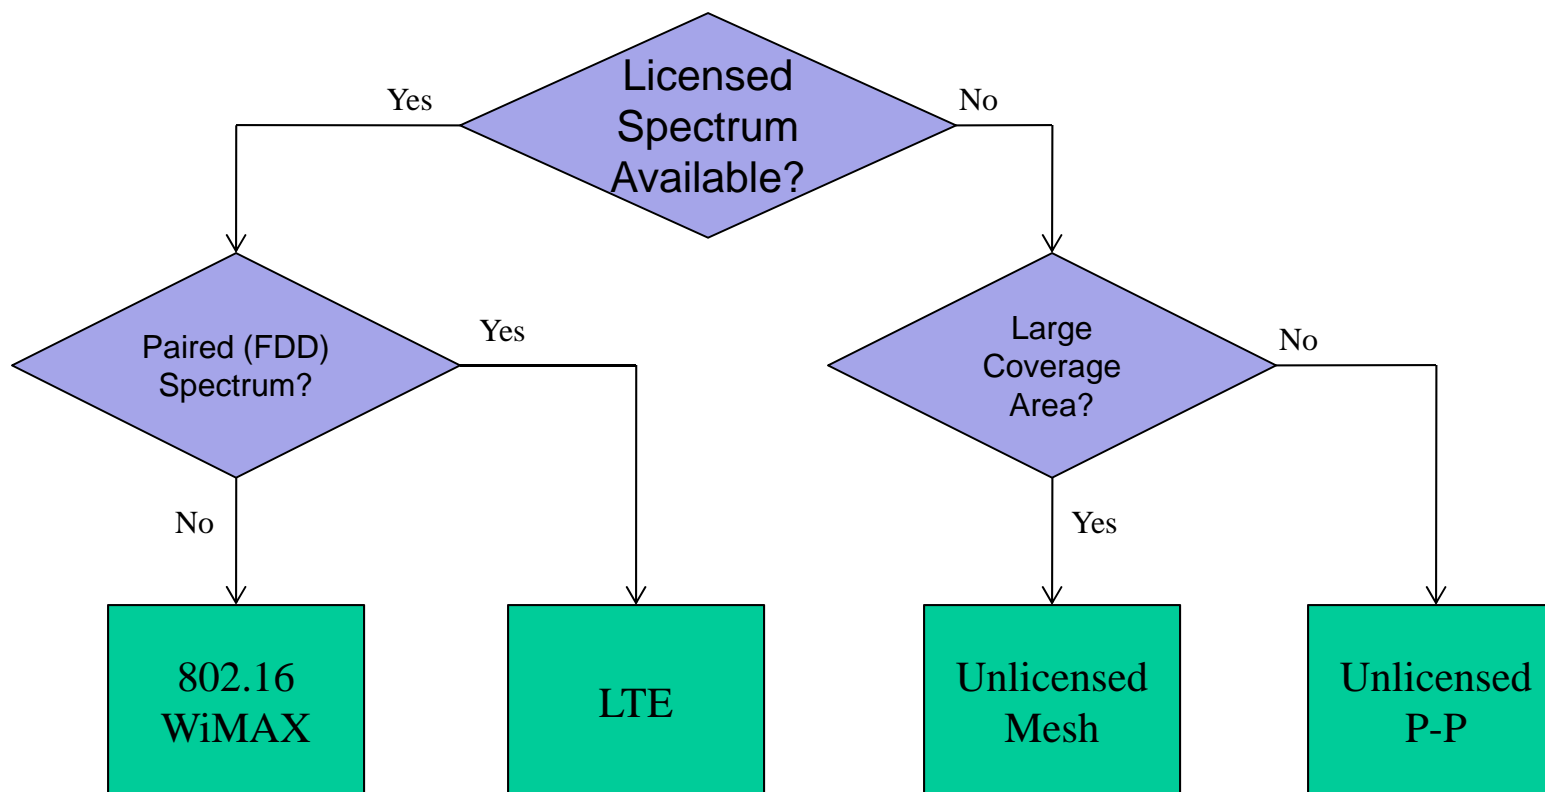 Licensed
Spectrum
Available?
Yes
No
Paired (FDD)
Spectrum?
Yes
No
Large
Coverage
Area?
No
Yes
802.16
WiMAX
LTE
Unlicensed
Mesh
Unlicensed
P-P